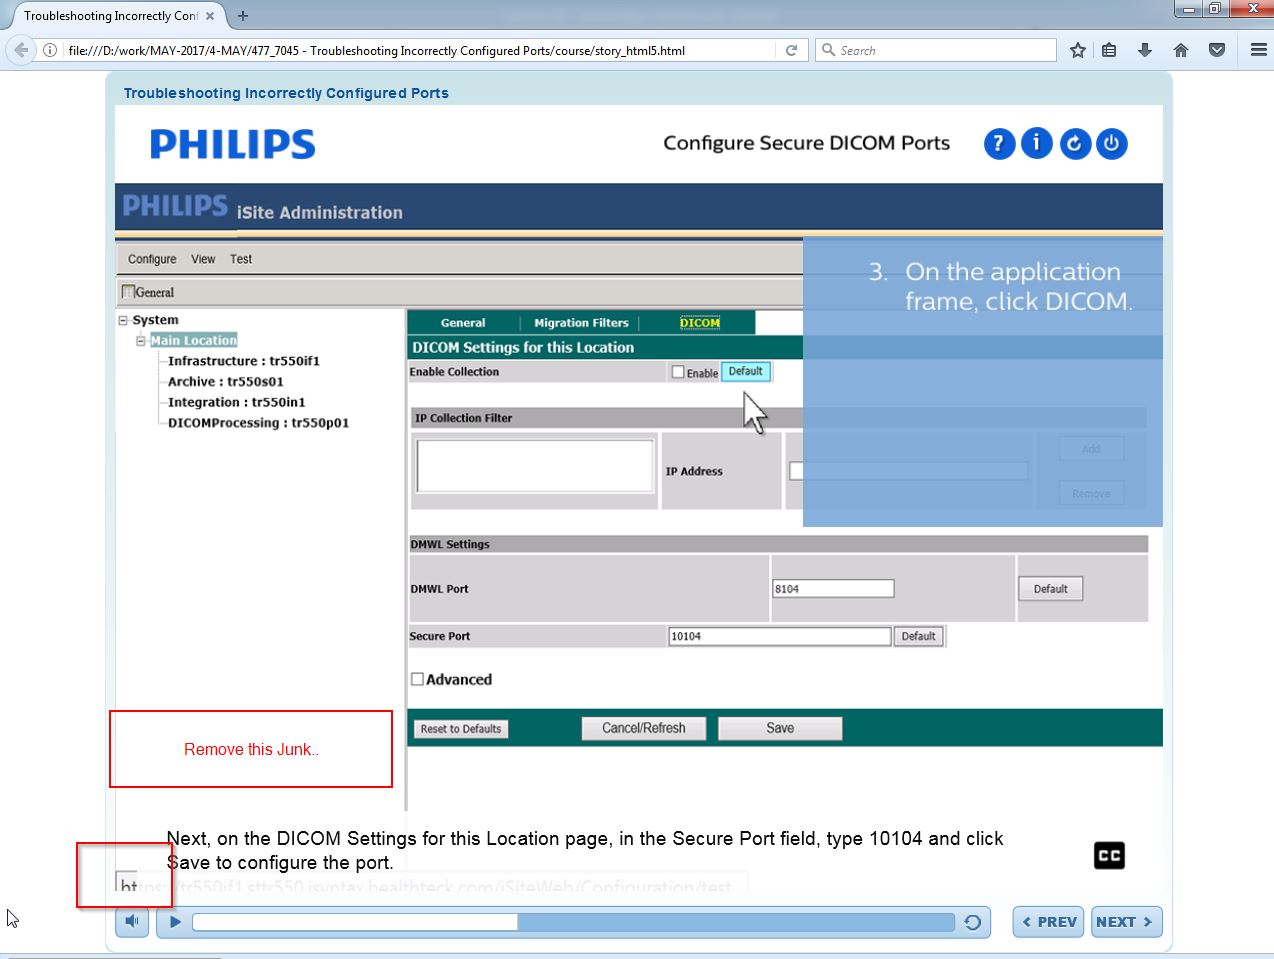 Troubleshooting Incorrectly Con
file:///D:/work/MAY-2017/4-MAY/477_7045 - Troubleshooting Incorrectly Configured Ports/course/story_html5.html
Search
Troubleshooting Incorrectly Configured Ports
PHILIPS
Configure Secure DICOM Ports
?
i
PHILIPS iSite Administration
Configure View Test
General
3. On the application
frame, click DICOM.
System
Main Location
Infrastructure : tr550if1
Archive : tr550s01
Integration : tr550in1
DICOMProcessing : tr550p01
General Migration Filters DICOM
DICOM Settings for this Location
Enable Collection Enable Default
IP Collection Filter
IP Address
Add
Remove
DMWL Settings
DMWL Port 8104 Default
Secure Port 10104 Default
Advanced
Reset to Defaults Cancel/Refresh Save
Remove this Junk..
Next, on the DICOM Settings for this Location page, in the Secure Port field, type 10104 and click
Save to configure the port.
CC
https://tr550if1.sttr550.isyntax.healthteck.com/iSiteWeb/Configuration/test
< PREV NEXT >